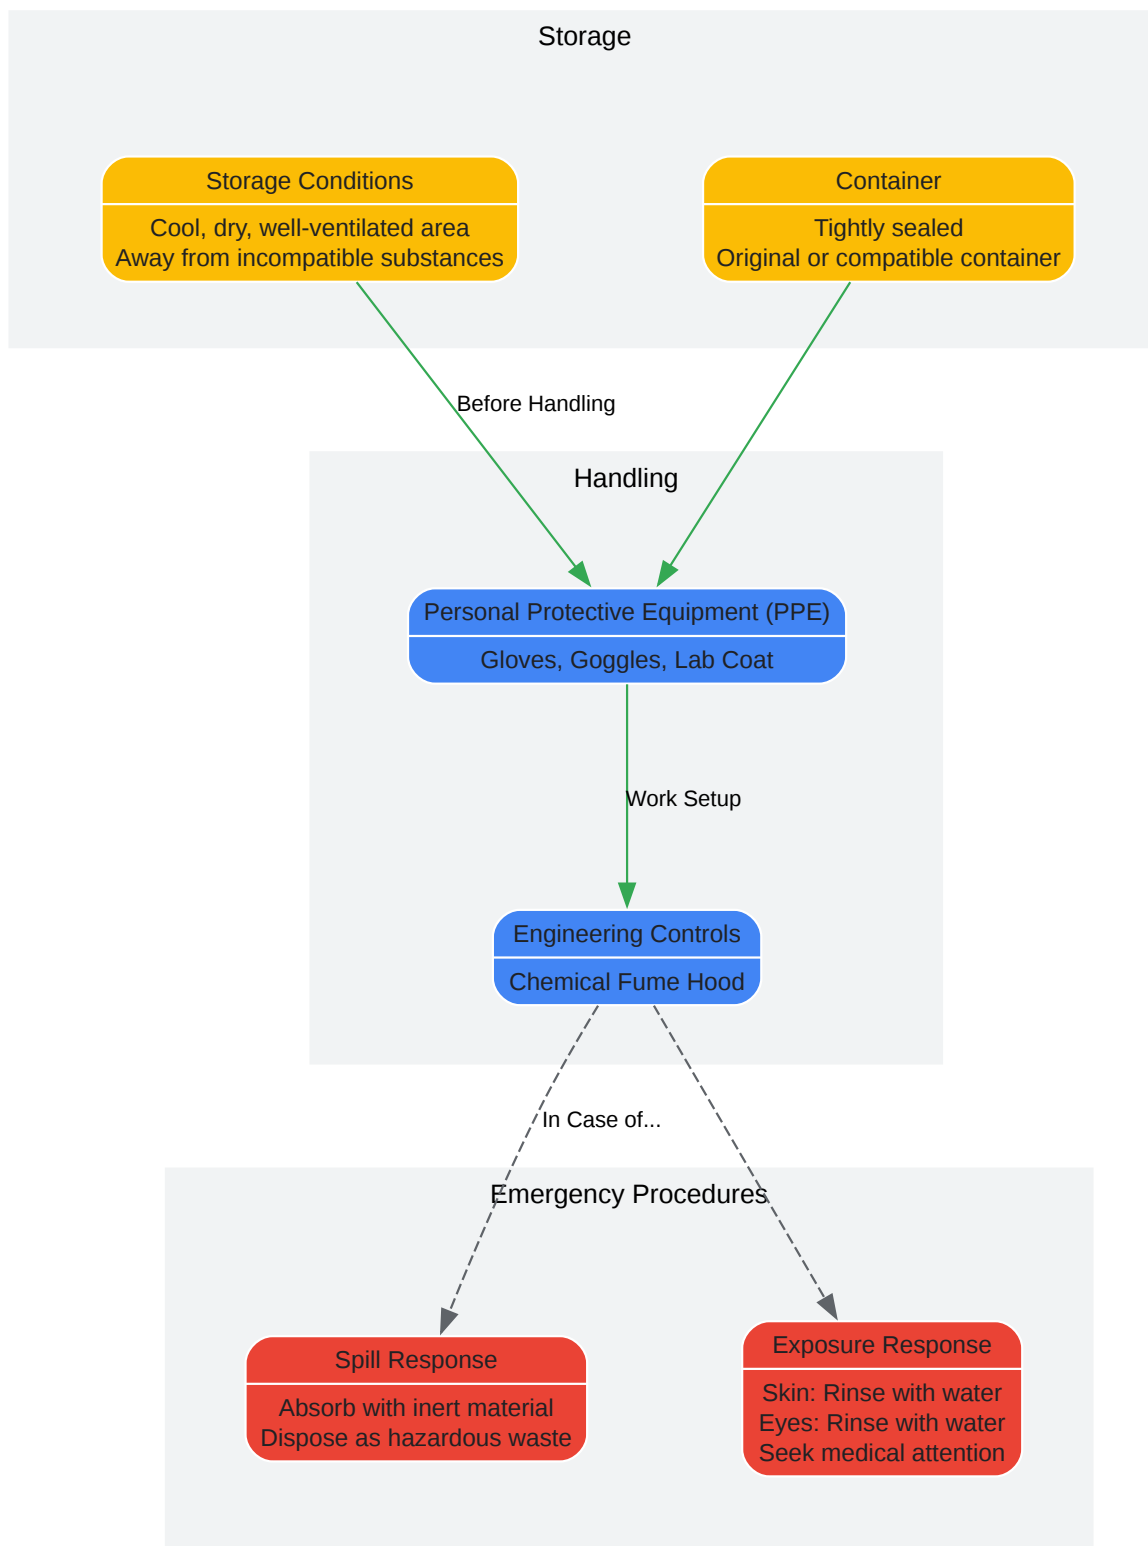 Storage
Storage Conditions
Cool, dry, well-ventilated area
Away from incompatible substances
Container
Tightly sealed
Original or compatible container
Before Handling
Handling
Personal Protective Equipment (PPE)
Gloves, Goggles, Lab Coat
Work Setup
Engineering Controls
Chemical Fume Hood
In Case of...
Emergency Procedures
Spill Response
Absorb with inert material
Dispose as hazardous waste
Exposure Response
Skin: Rinse with water
Eyes: Rinse with water
Seek medical attention